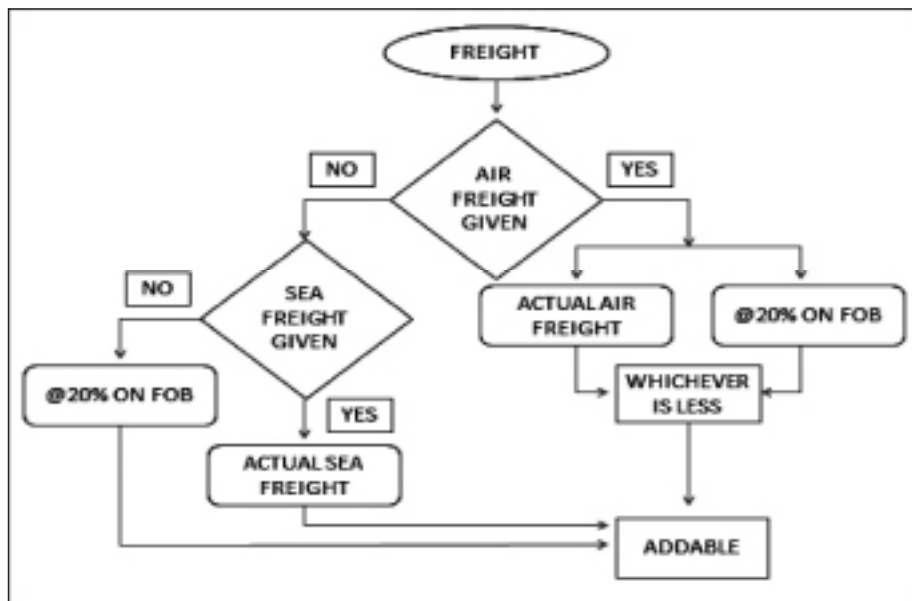 FREIGHT
NO
AIR
FREIGHT
GIVEN
YES
NO
SEA
FREIGHT
GIVEN
ACTUAL AIR
FREIGHT
@20% ON FOB
@20% ON FOB
YES
WHICHEVER
IS LESS
ACTUAL SEA
FREIGHT
ADDABLE